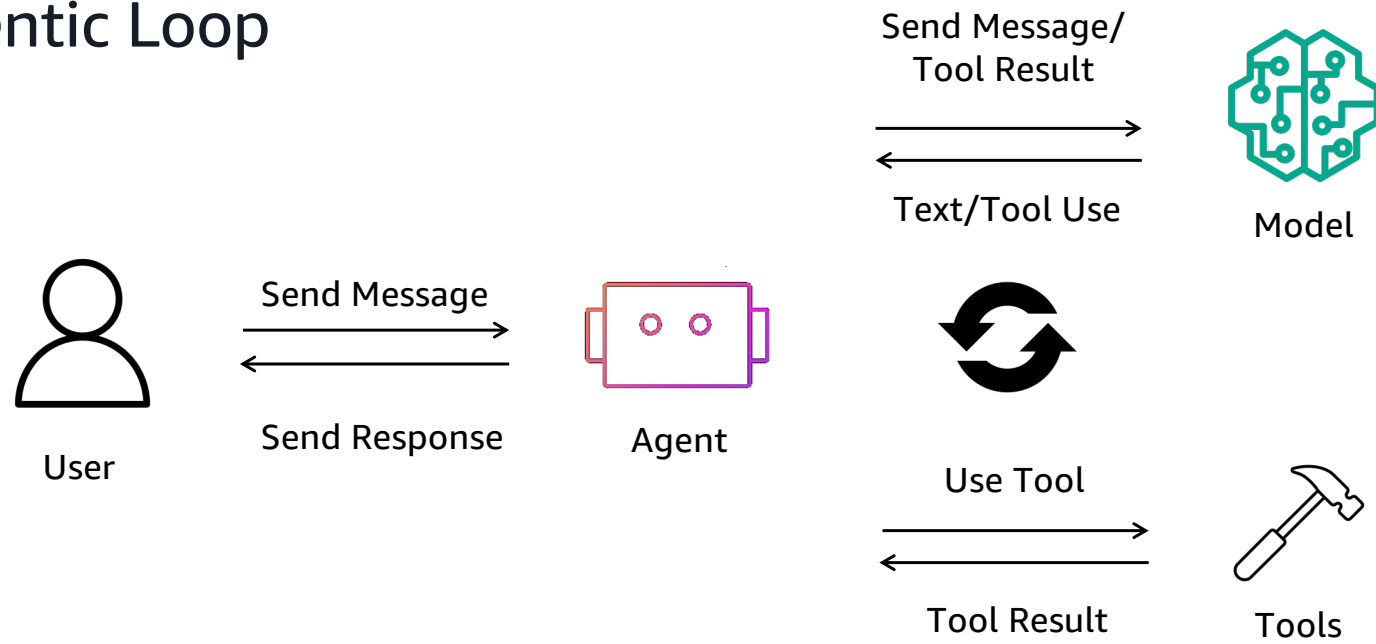 entic Loop
Send Message/
Tool Result
Text/Tool Use
Model
Send Message
Send Response
User
Agent
Use Tool
Tool Result
Tools